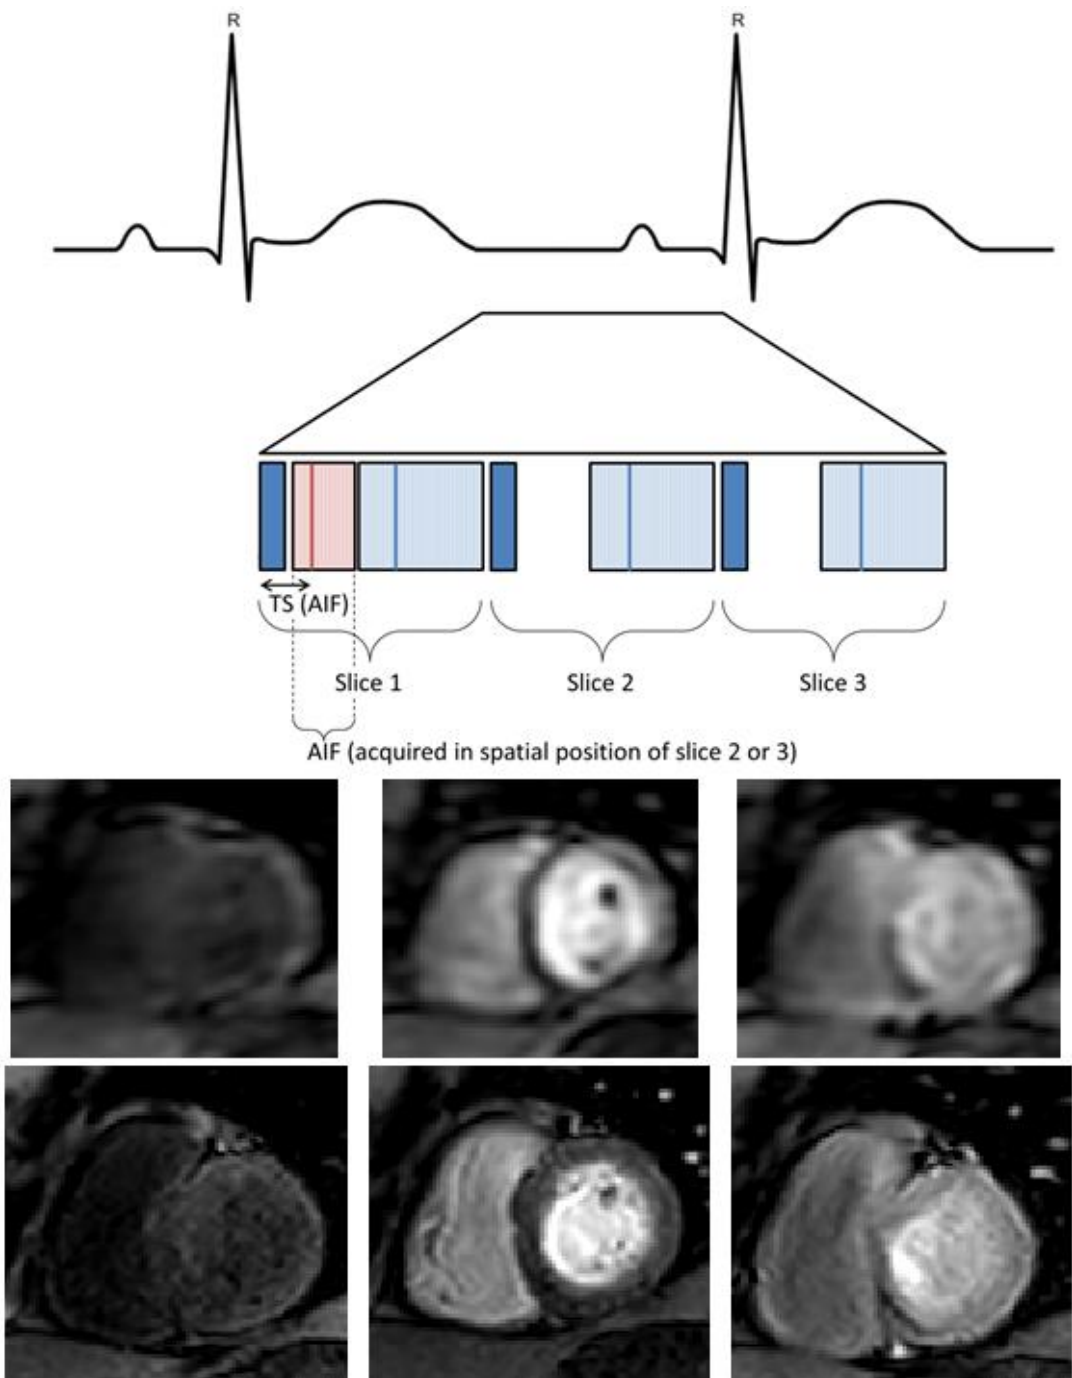 R
R
TS (AIF)
Slice 1
Slice 2
Slice 3
AIF (acquired in spatial position of slice 2 or 3)